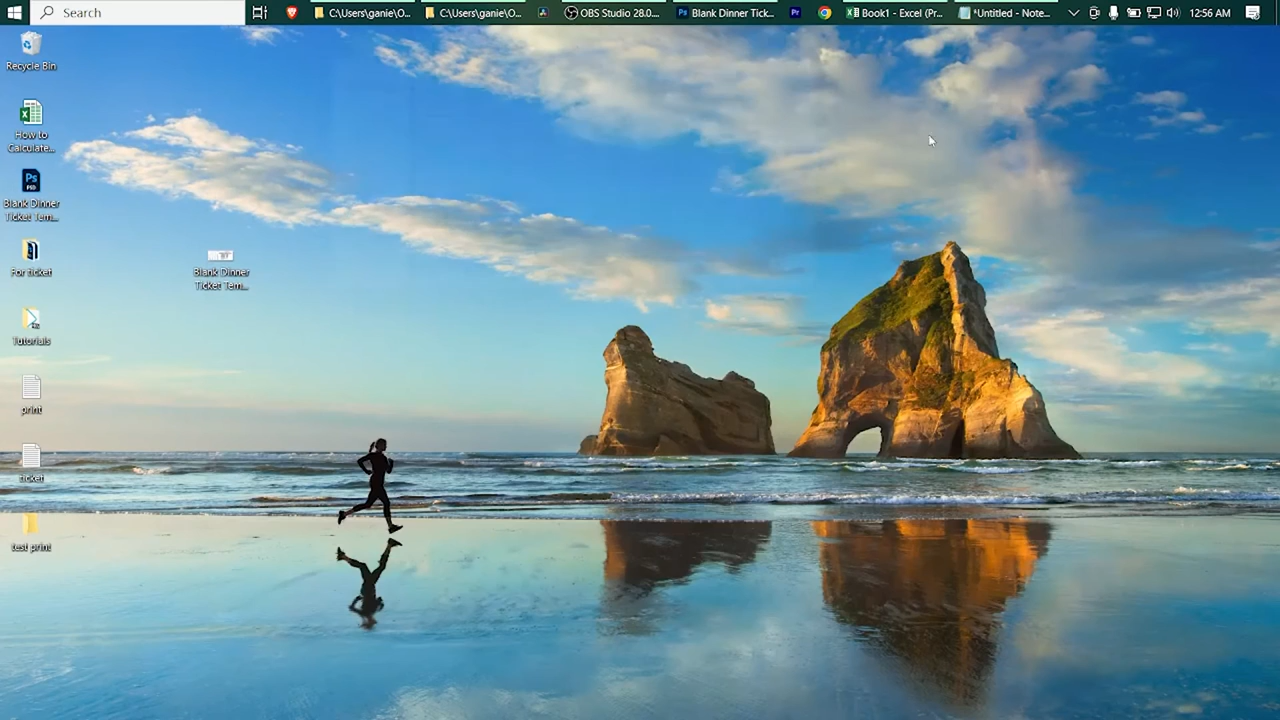 Search
C:\Users\ganie\O...
C:\Users\ganie\O...
OBS Studio 28.0....
Blank Dinner Tick...
Book1 - Excel (Pr...
*Untitled - Note...
12:56 AM
Recycle Bin
How to
Calculate...
Blank Dinner
Ticket Tem...
For ticket
Blank Dinner
Ticket Tem...
Tutorials
print
ticket
test print